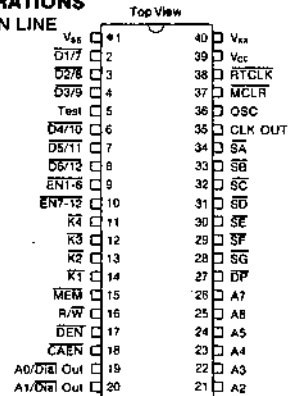 RATIONS
N LINE
Top View
Vss 1 40 Vxx
D1/7 2 39 Vcc
D2/8 3 38 RTCLK
D3/9 4 37 MCLR
Test 5 36 OSC
D4/10 6 35 CLK OUT
D5/11 7 34 SA
D6/12 8 33 SB
EN1-6 9 32 SC
EN7-12 10 31 SD
K4 11 30 SE
K3 12 29 SF
K2 13 28 SG
K1 14 27 DP
MEM 15 26 A7
R/W 16 25 A6
DEN 17 24 A5
CAEN 18 23 A4
A0/Dial Out 19 22 A3
A1/Dial Out 20 21 A2